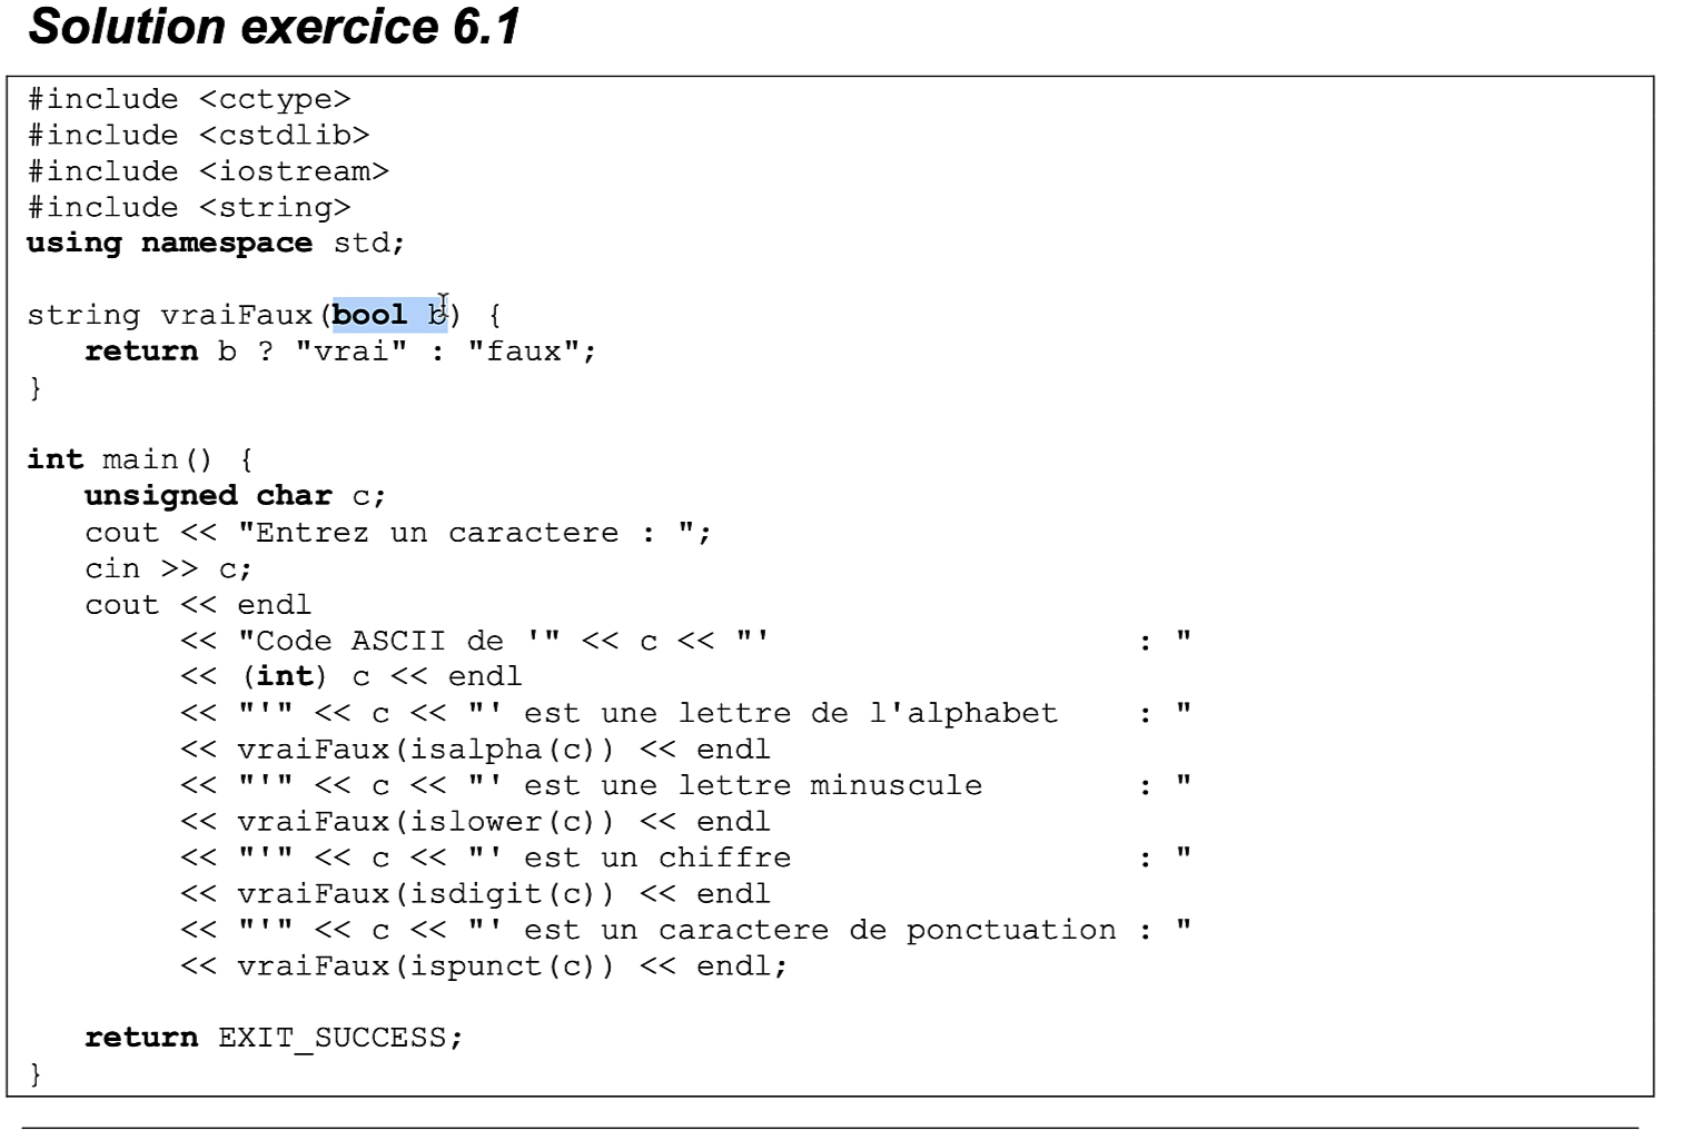 Solution exercice 6.1
#include <cctype>
#include <cstdlib>
#include <iostream>
#include <string>
using namespace std;
string vraiFaux(bool b) {
   return b ? "vrai" : "faux";
}
int main() {
   unsigned char c;
   cout << "Entrez un caractere : ";
   cin >> c;
   cout << endl
        << "Code ASCII de '" << c << "'                    : "
        << (int) c << endl
        << "'" << c << "' est une lettre de l'alphabet    : "
        << vraiFaux(isalpha(c)) << endl
        << "'" << c << "' est une lettre minuscule        : "
        << vraiFaux(islower(c)) << endl
        << "'" << c << "' est un chiffre                  : "
        << vraiFaux(isdigit(c)) << endl
        << "'" << c << "' est un caractere de ponctuation : "
        << vraiFaux(ispunct(c)) << endl;
   return EXIT_SUCCESS;
}